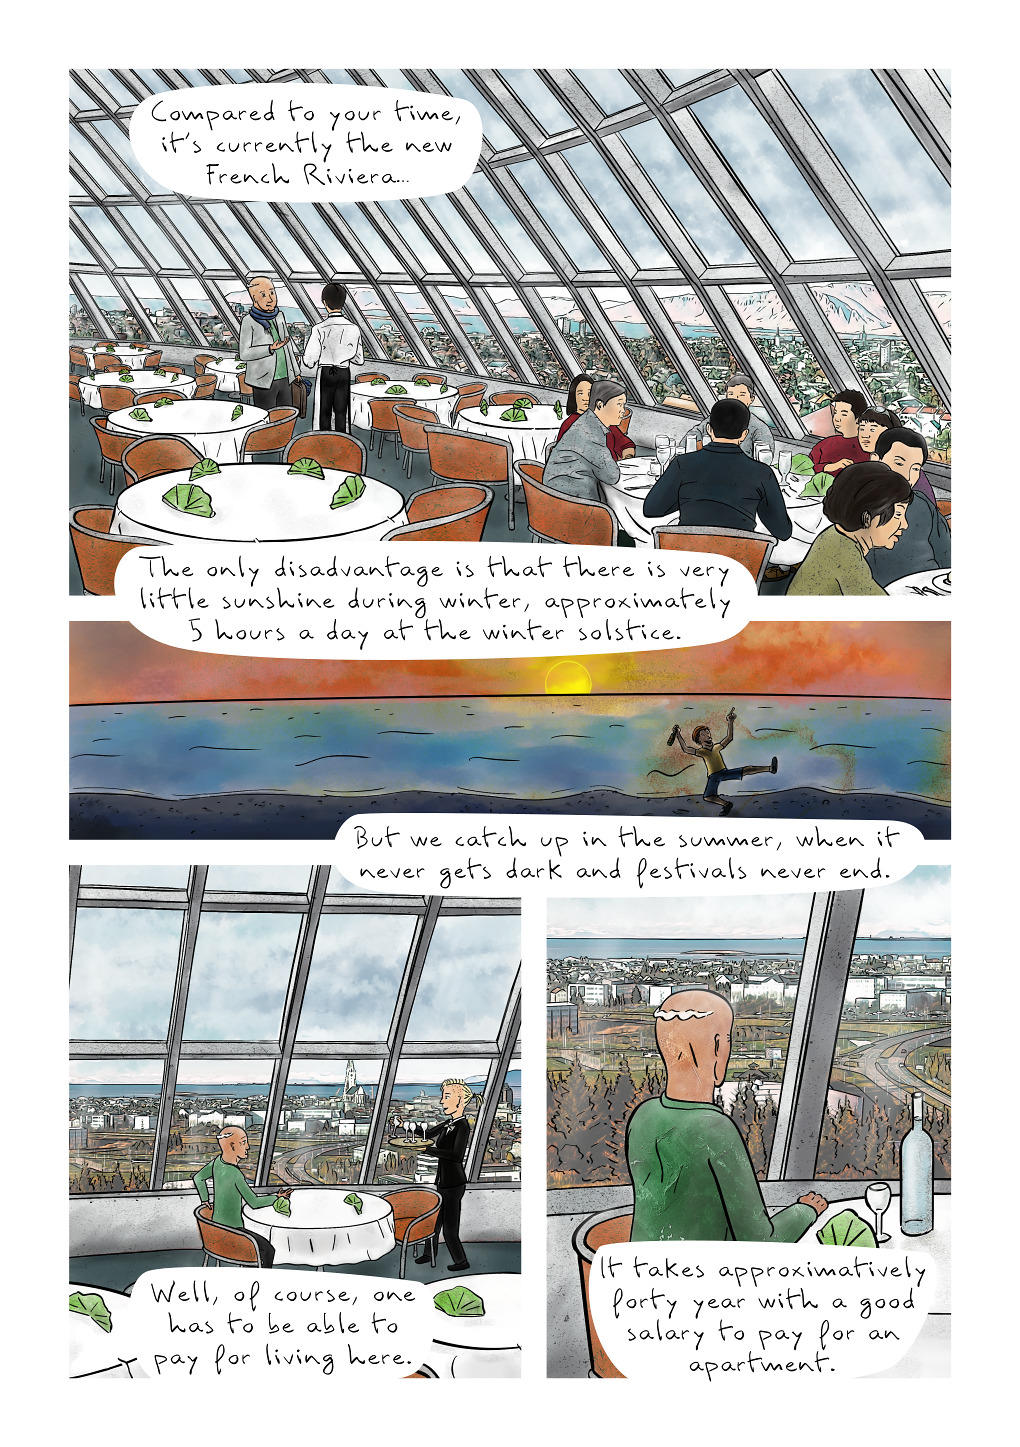 Compared to your time,
it's currently the new
French Riviera...
The only disadvantage is that there is very
little sunshine during winter, approximately
5 hours a day at the winter solstice.
But we catch up in the summer, when it
never gets dark and festivals never end.
Well, of course, one
has to be able to
pay for living here.
It takes approximatively
forty year with a good
salary to pay for an
apartment.